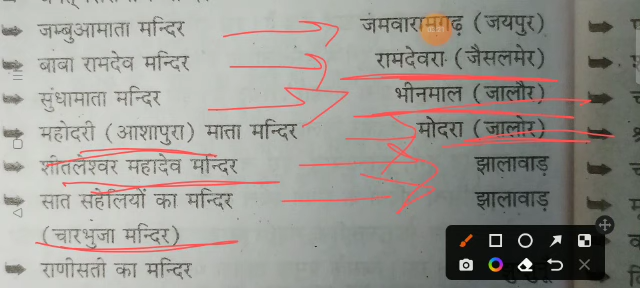 जमबुआमाता मन्दिर जमवारामगढ़ (जयपुर)
बाबा रामदेव मन्दिर रामदेवरा (जैसलमेर)
सुंधामाता मन्दिर भीनमाल (जालौर)
महोदरी (आशापुरा) माता मन्दिर मोदरा (जालोर)
शीतलेश्वर महादेव मन्दिर झालावाड़
सात सहेलियों का मन्दिर झालावाड़
(चारभुजा मन्दिर)
राणीसती का मन्दिर